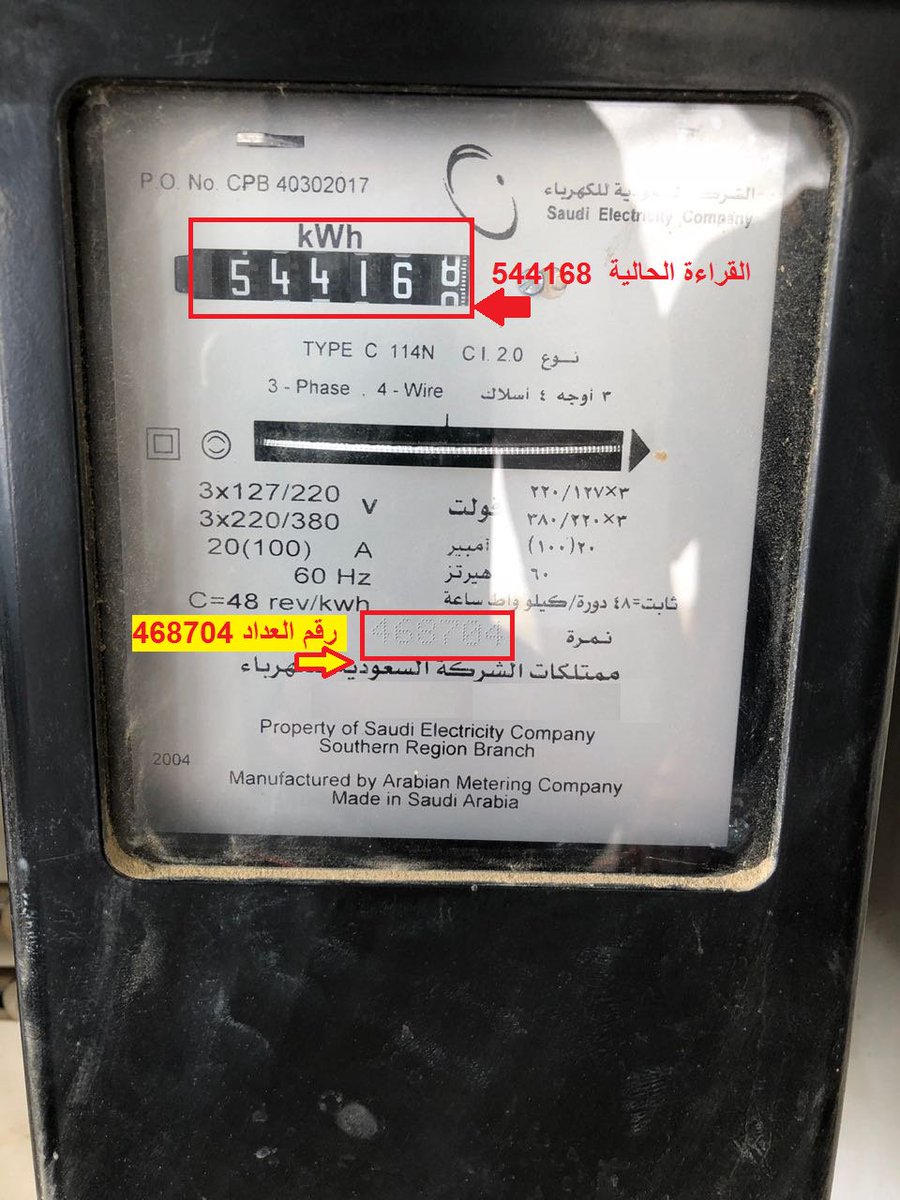 P.O. No. CPB 40302017
الشركة السعودية للكهرباء
Saudi Electricity Company
kWh
544168
القراءة الحالية 544168
TYPE C 114N Cl. 2.0 نوع
3 - Phase . 4 - Wire ٣ أوجه ٤ أسلاك
3x127/220 V فولت ٣×١٢٧/٢٢٠
3x220/380 ٣×٢٢٠/٣٨٠
20(100) A أمبير ٢٠(١٠٠)
60 Hz هيرتز ٦٠
C=48 rev/kwh ثابت=٤٨ دورة/كيلو واط ساعة
رقم العداد 468704 468704 نمرة
ممتلكات الشركة السعودية للكهرباء
Property of Saudi Electricity Company
Southern Region Branch
2004
Manufactured by Arabian Metering Company
Made in Saudi Arabia